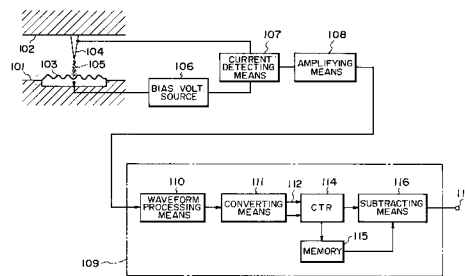 102
101
103
104
105
106
BIAS VOLT
SOURCE
107
CURRENT
DETECTING
MEANS
108
AMPLIFYING
MEANS
109
110
WAVEFORM
PROCESSING
MEANS
111
CONVERTING
MEANS
112
114
CTR
115
MEMORY
116
SUBTRACTING
MEANS